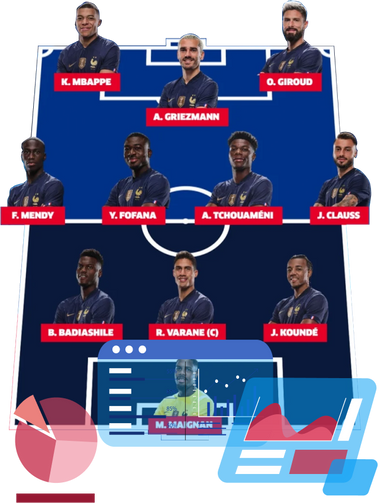 K. MBAPPE
O. GIROUD
A. GRIEZMANN
F. MENDY
Y. FOFANA
A. TCHOUAMÉNI
J. CLAUSS
B. BADIASHILE
R. VARANE (C)
J. KOUNDÉ
M. MAIGNAN